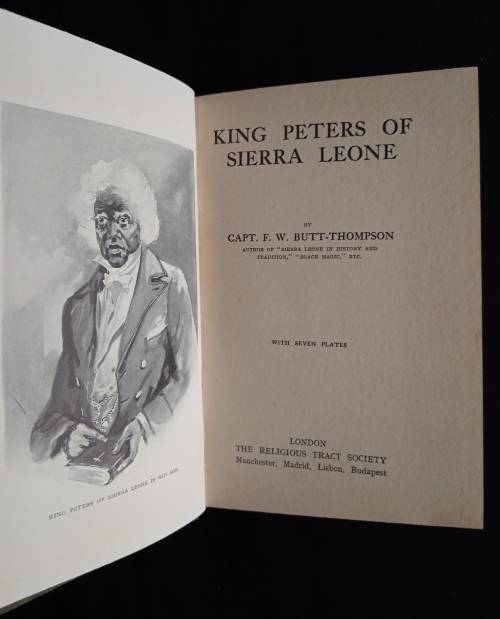 KING PETERS OF SIERRA LEONE IN OLD AGE.
KING PETERS OF
SIERRA LEONE
BY
CAPT. F. W. BUTT-THOMPSON
AUTHOR OF "SIERRA LEONE IN HISTORY AND
TRADITION," "BLACK MAGIC," ETC.
WITH SEVEN PLATES
LONDON
THE RELIGIOUS TRACT SOCIETY
Manchester, Madrid, Lisbon, Budapest